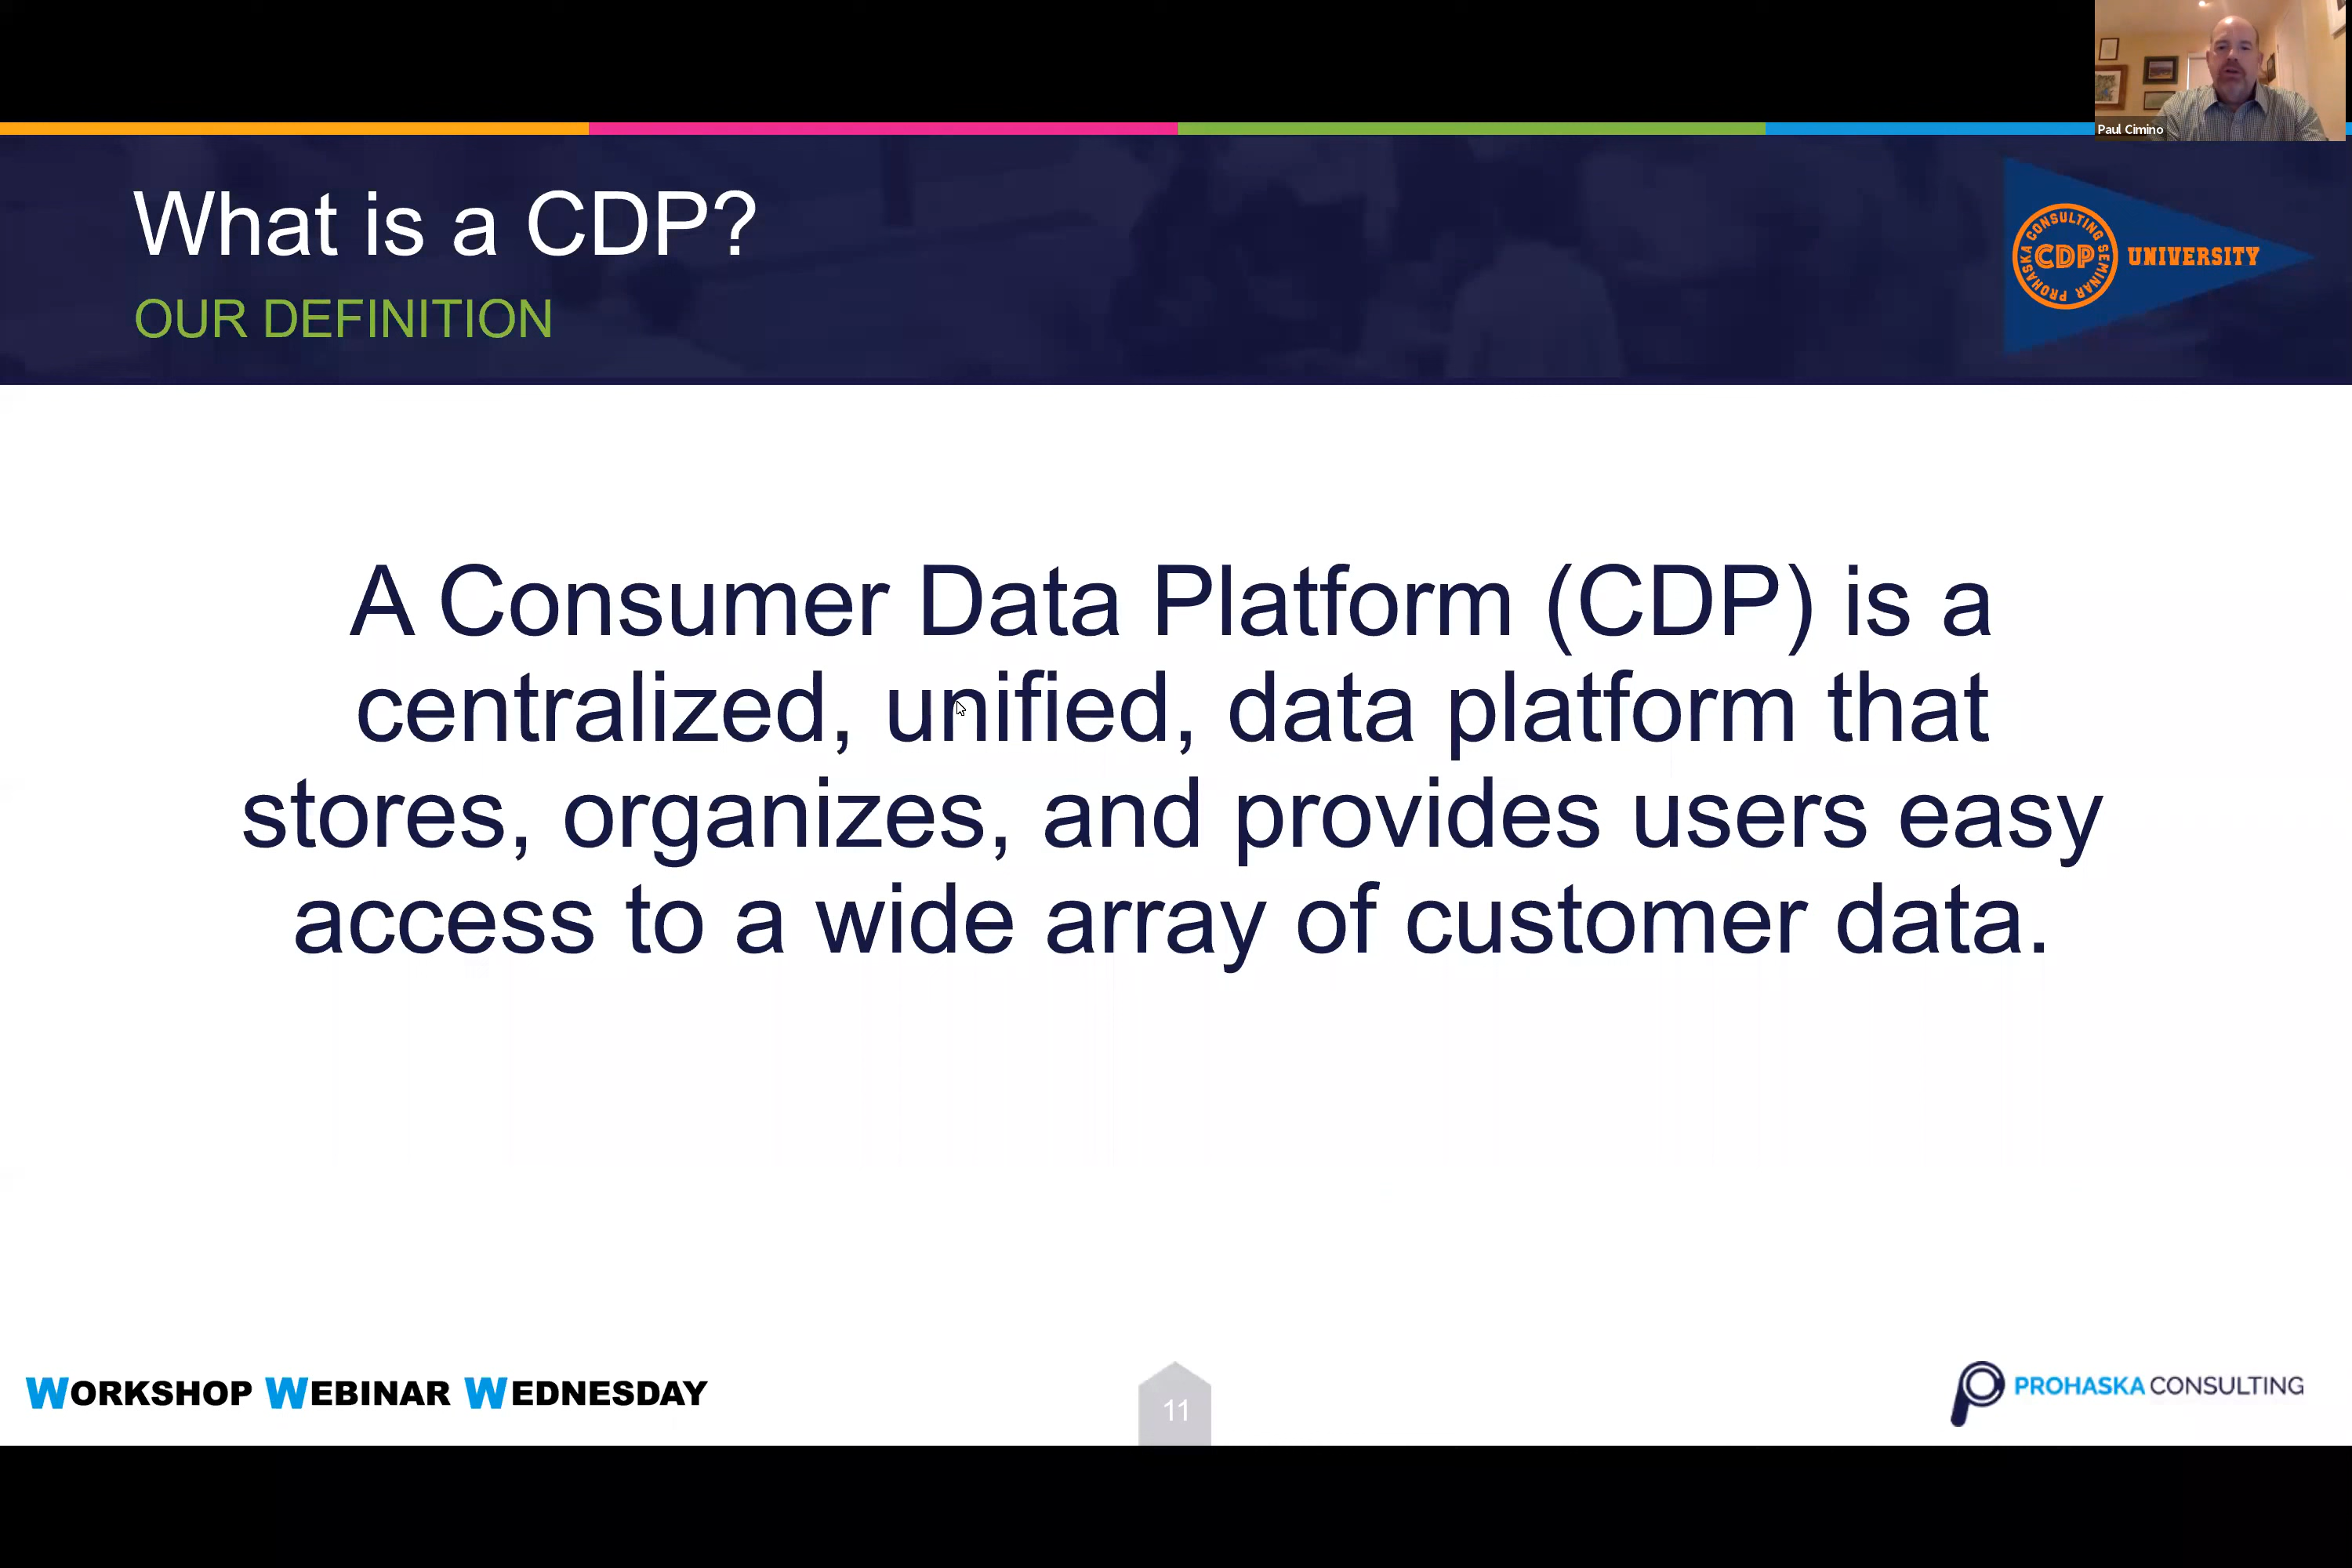 Paul Cimino
What is a CDP?
OUR DEFINITION
PROHASKA CONSULTING SEMINAR
CDP
UNIVERSITY
A Consumer Data Platform (CDP) is a
centralized, unified, data platform that
stores, organizes, and provides users easy
access to a wide array of customer data.
WORKSHOP WEBINAR WEDNESDAY
11
PROHASKA CONSULTING